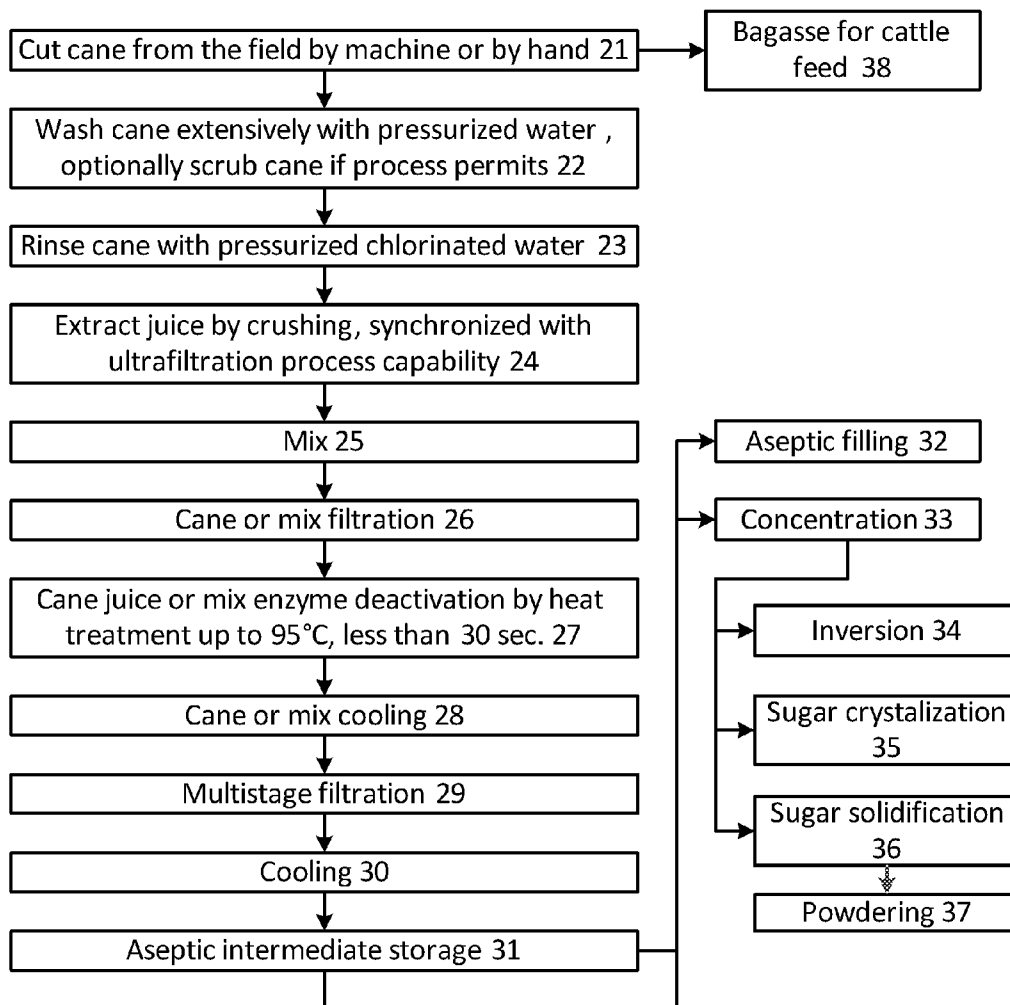 Cut cane from the field by machine or by hand 21
Bagasse for cattle
feed 38
Wash cane extensively with pressurized water ,
optionally scrub cane if process permits 22
Rinse cane with pressurized chlorinated water 23
Extract juice by crushing, synchronized with
ultrafiltration process capability 24
Mix 25
Cane or mix filtration 26
Cane juice or mix enzyme deactivation by heat
treatment up to 95°C, less than 30 sec. 27
Cane or mix cooling 28
Multistage filtration 29
Cooling 30
Aseptic intermediate storage 31
Aseptic filling 32
Concentration 33
Inversion 34
Sugar crystalization
35
Sugar solidification
36
Powdering 37